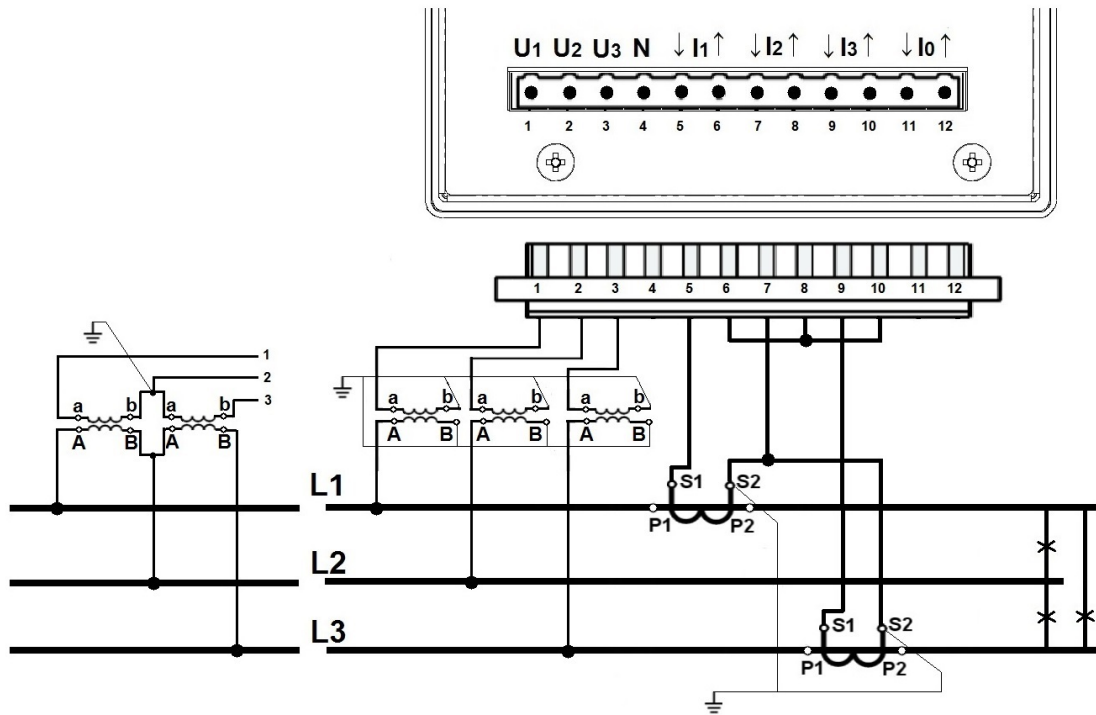 U1 U2 U3 N ↓ I1 ↑ ↓ I2 ↑ ↓ I3 ↑ ↓ I0 ↑
1 2 3 4 5 6 7 8 9 10 11 12
1 2 3 4 5 6 7 8 9 10 11 12
1
2
3
a b a b
A B A B
a b a b a b
A B A B A B
L1
S1 S2
P1 P2
L2
L3
S1 S2
P1 P2